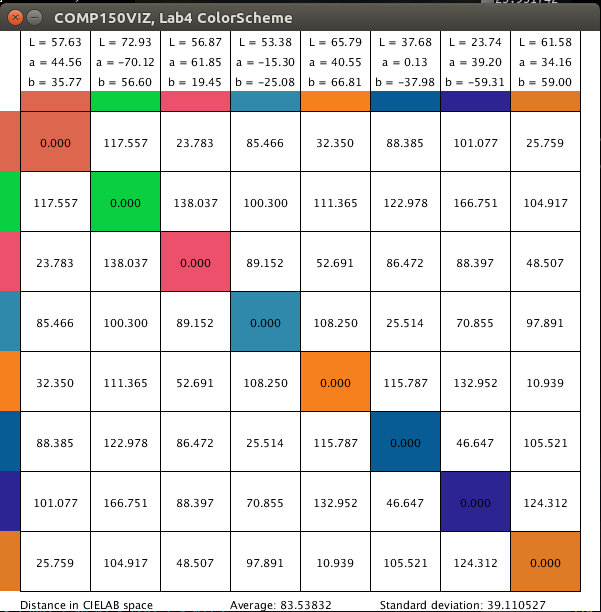 COMP150VIZ, Lab4 ColorScheme
L = 57.63 L = 72.93 L = 56.87 L = 53.38 L = 65.79 L = 37.68 L = 23.74 L = 61.58
a = 44.56 a = −70.12 a = 61.85 a = −15.30 a = 40.55 a = 0.13 a = 39.20 a = 34.16
b = 35.77 b = 56.60 b = 19.45 b = −25.08 b = 66.81 b = −37.98 b = −59.31 b = 59.00
0.000 117.557 23.783 85.466 32.350 88.385 101.077 25.759
117.557 0.000 138.037 100.300 111.365 122.978 166.751 104.917
23.783 138.037 0.000 89.152 52.691 86.472 88.397 48.507
85.466 100.300 89.152 0.000 108.250 25.514 70.855 97.891
32.350 111.365 52.691 108.250 0.000 115.787 132.952 10.939
88.385 122.978 86.472 25.514 115.787 0.000 46.647 105.521
101.077 166.751 88.397 70.855 132.952 46.647 0.000 124.312
25.759 104.917 48.507 97.891 10.939 105.521 124.312 0.000
Distance in CIELAB space Average: 83.53832 Standard deviation: 39.110527